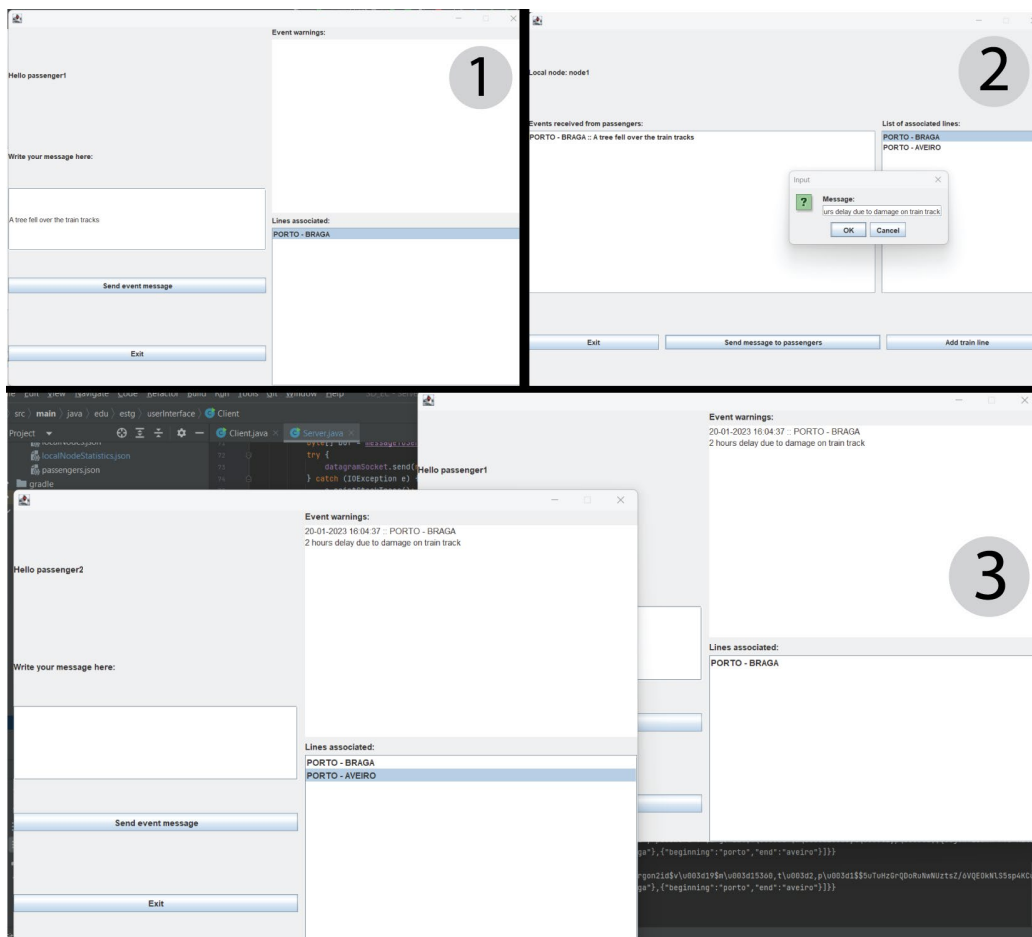 Event warnings:
1
Hello passenger1
Write your message here:
A tree fell over the train tracks
Lines associated:
PORTO - BRAGA
Send event message
Exit
2
Local node: node1
Events received from passengers:
List of associated lines:
PORTO - BRAGA :: A tree fell over the train tracks
PORTO - BRAGA
PORTO - AVEIRO
Input
Message:
urs delay due to damage on train track
OK
Cancel
Exit
Send message to passengers
Add train line
src main java edu estg userInterface Client
Project
Client.java
Server.java
localNodeStatistics.json
passengers.json
gradle
72
try {
73
datagramSocket.send(
74
} catch (IOException e)
Event warnings:
20-01-2023 16:04:37 :: PORTO - BRAGA
2 hours delay due to damage on train track
Hello passenger1
3
Lines associated:
PORTO - BRAGA
Event warnings:
20-01-2023 16:04:37 :: PORTO - BRAGA
2 hours delay due to damage on train track
Hello passenger2
Write your message here:
Lines associated:
PORTO - BRAGA
PORTO - AVEIRO
Send event message
Exit
ga"},{"beginning":"porto","end":"aveiro"}]}}
ga"},{"beginning":"porto","end":"aveiro"}]}}